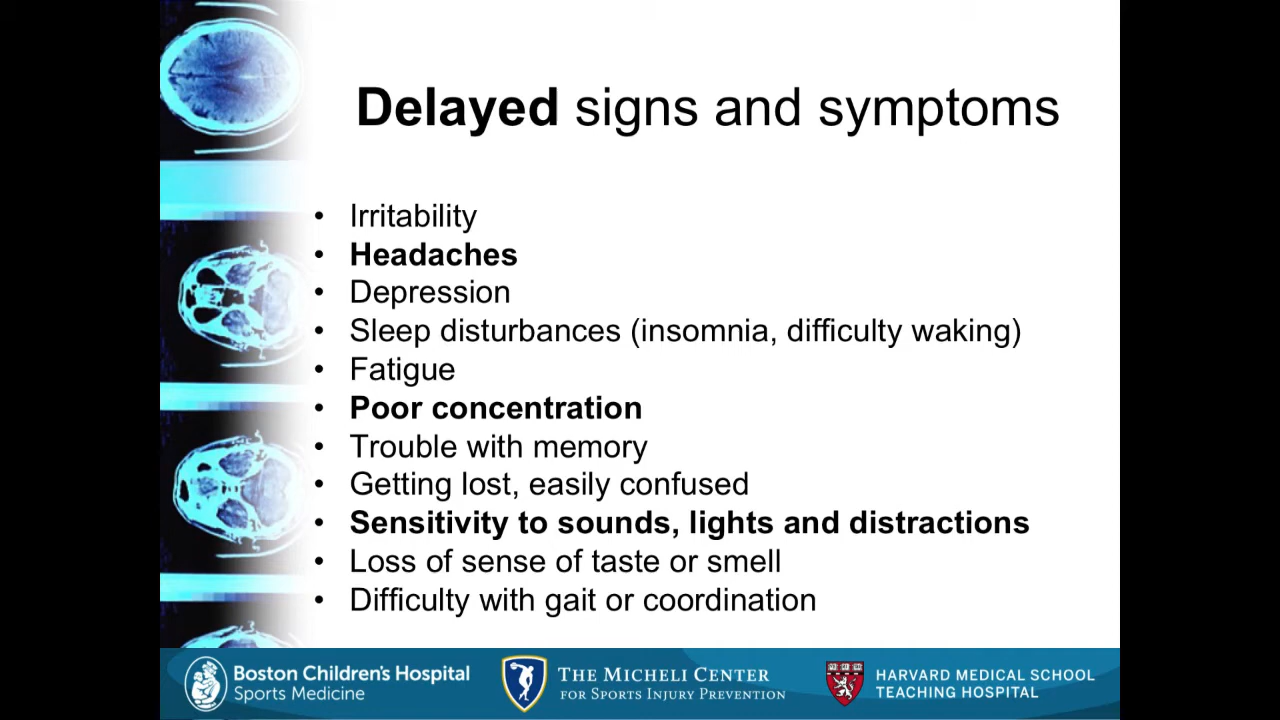 Delayed signs and symptoms
• Irritability
• Headaches
• Depression
• Sleep disturbances (insomnia, difficulty waking)
• Fatigue
• Poor concentration
• Trouble with memory
• Getting lost, easily confused
• Sensitivity to sounds, lights and distractions
• Loss of sense of taste or smell
• Difficulty with gait or coordination
Boston Children's Hospital
Sports Medicine
THE MICHELI CENTER
FOR SPORTS INJURY PREVENTION
HARVARD MEDICAL SCHOOL
TEACHING HOSPITAL